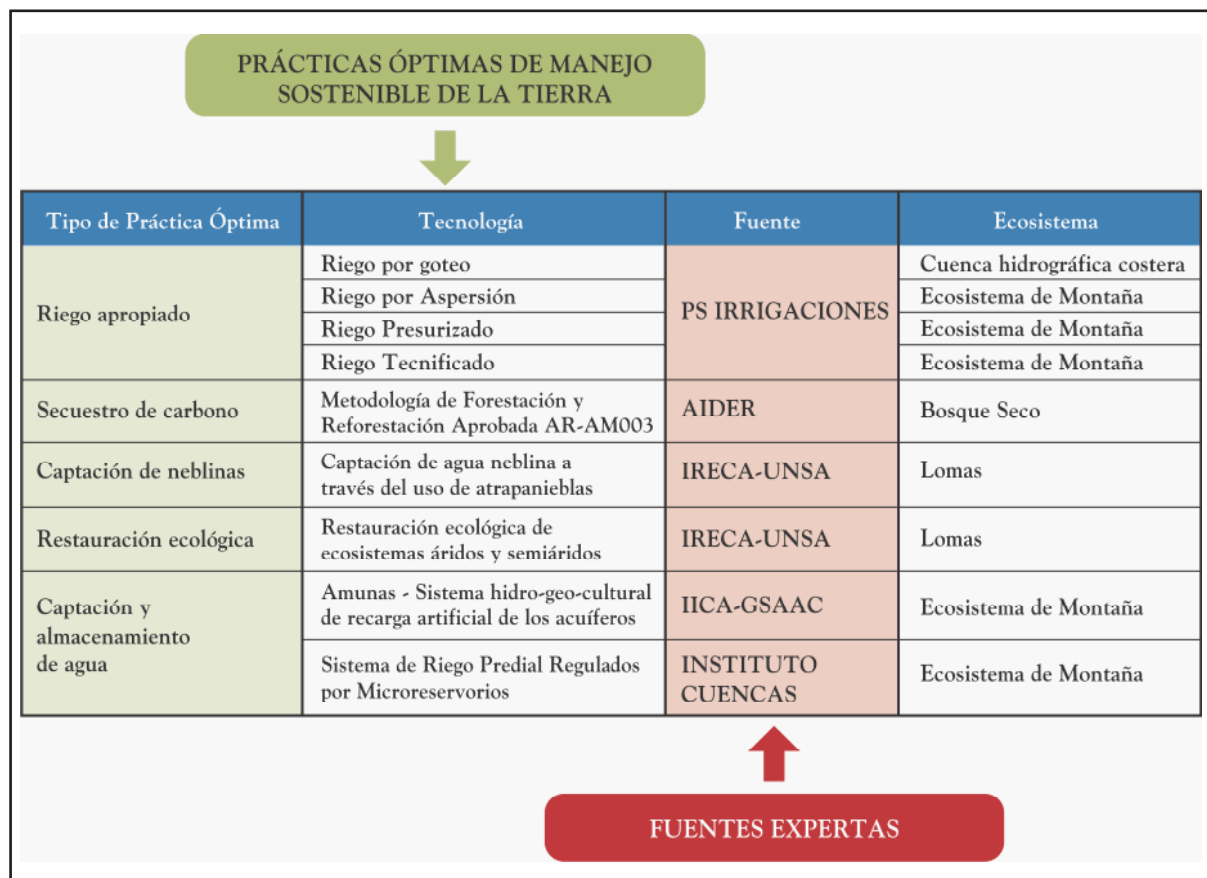 PRÁCTICAS ÓPTIMAS DE MANEJO
SOSTENIBLE DE LA TIERRA
Tipo de Práctica Óptima
Tecnología
Fuente
Ecosistema
Riego apropiado
Riego por goteo
PS IRRIGACIONES
Cuenca hidrográfica costera
Riego por Aspersión
Ecosistema de Montaña
Riego Presurizado
Ecosistema de Montaña
Riego Tecnificado
Ecosistema de Montaña
Secuestro de carbono
Metodología de Forestación y
Reforestación Aprobada AR-AM003
AIDER
Bosque Seco
Captación de neblinas
Captación de agua neblina a
través del uso de atrapanieblas
IRECA-UNSA
Lomas
Restauración ecológica
Restauración ecológica de
ecosistemas áridos y semiáridos
IRECA-UNSA
Lomas
Captación y
almacenamiento
de agua
Amunas - Sistema hidro-geo-cultural
de recarga artificial de los acuíferos
IICA-GSAAC
Ecosistema de Montaña
Sistema de Riego Predial Regulados
por Microreservorios
INSTITUTO
CUENCAS
Ecosistema de Montaña
FUENTES EXPERTAS